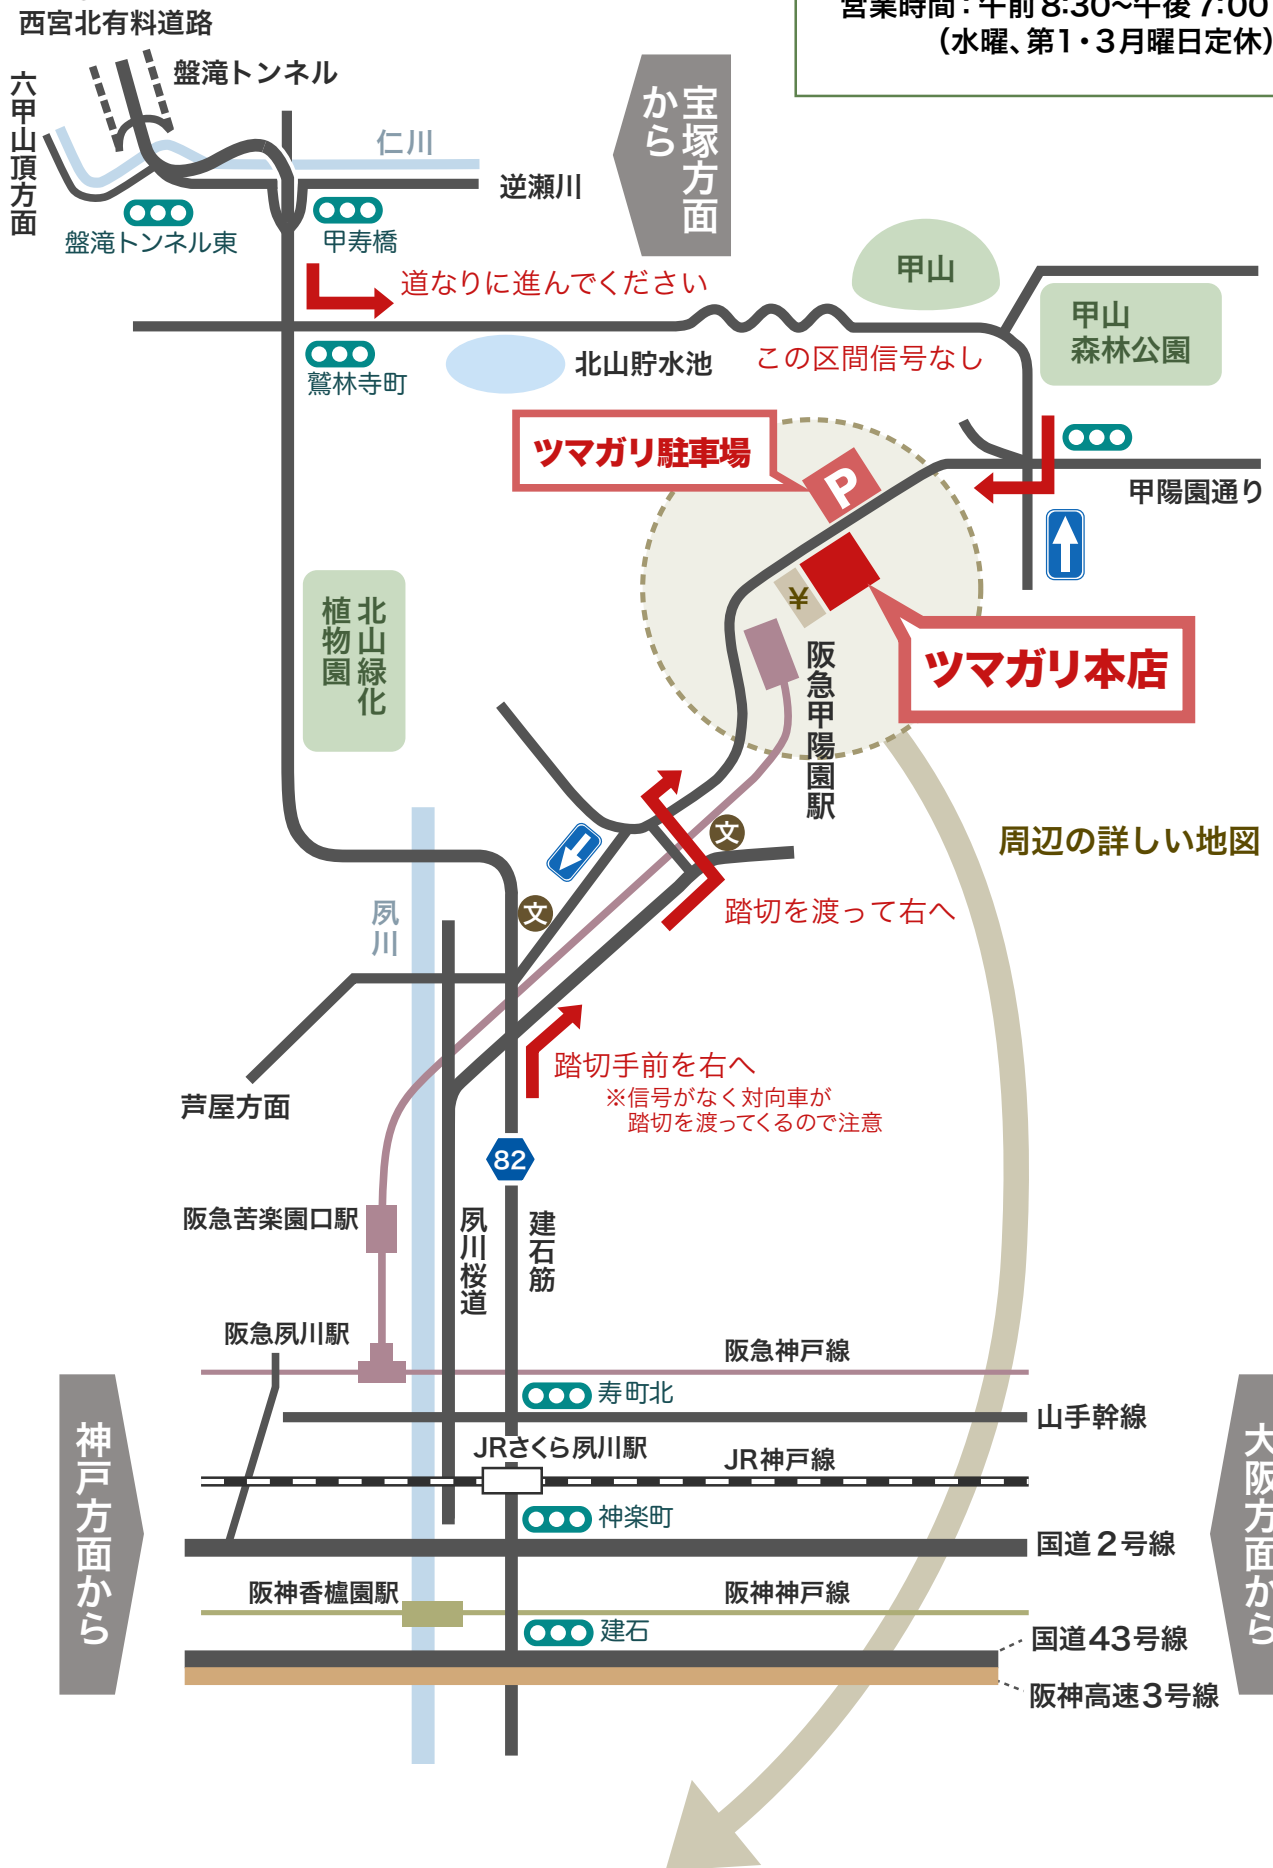 営業時間：午前8:30~午後7:00
（水曜、第1・3月曜日定休）
西宮北有料道路
盤滝トンネル
六甲山頂方面
仁川
逆瀬川
宝塚方面
から
盤滝トンネル東
甲寿橋
道なりに進んでください
甲山
甲山
森林公園
鷲林寺町
北山貯水池
この区間信号なし
ツマガリ駐車場
P
甲陽園通り
¥
ツマガリ本店
阪急甲陽園駅
北山緑化
植物園
文
周辺の詳しい地図
文
夙川
踏切を渡って右へ
踏切手前を右へ
※信号がなく対向車が
踏切を渡ってくるので注意
芦屋方面
82
阪急苦楽園口駅
夙川桜道
建石筋
阪急夙川駅
阪急神戸線
寿町北
山手幹線
JRさくら夙川駅
JR神戸線
神戸方面から
大阪方面から
神楽町
国道2号線
阪神香櫨園駅
阪神神戸線
建石
国道43号線
阪神高速3号線